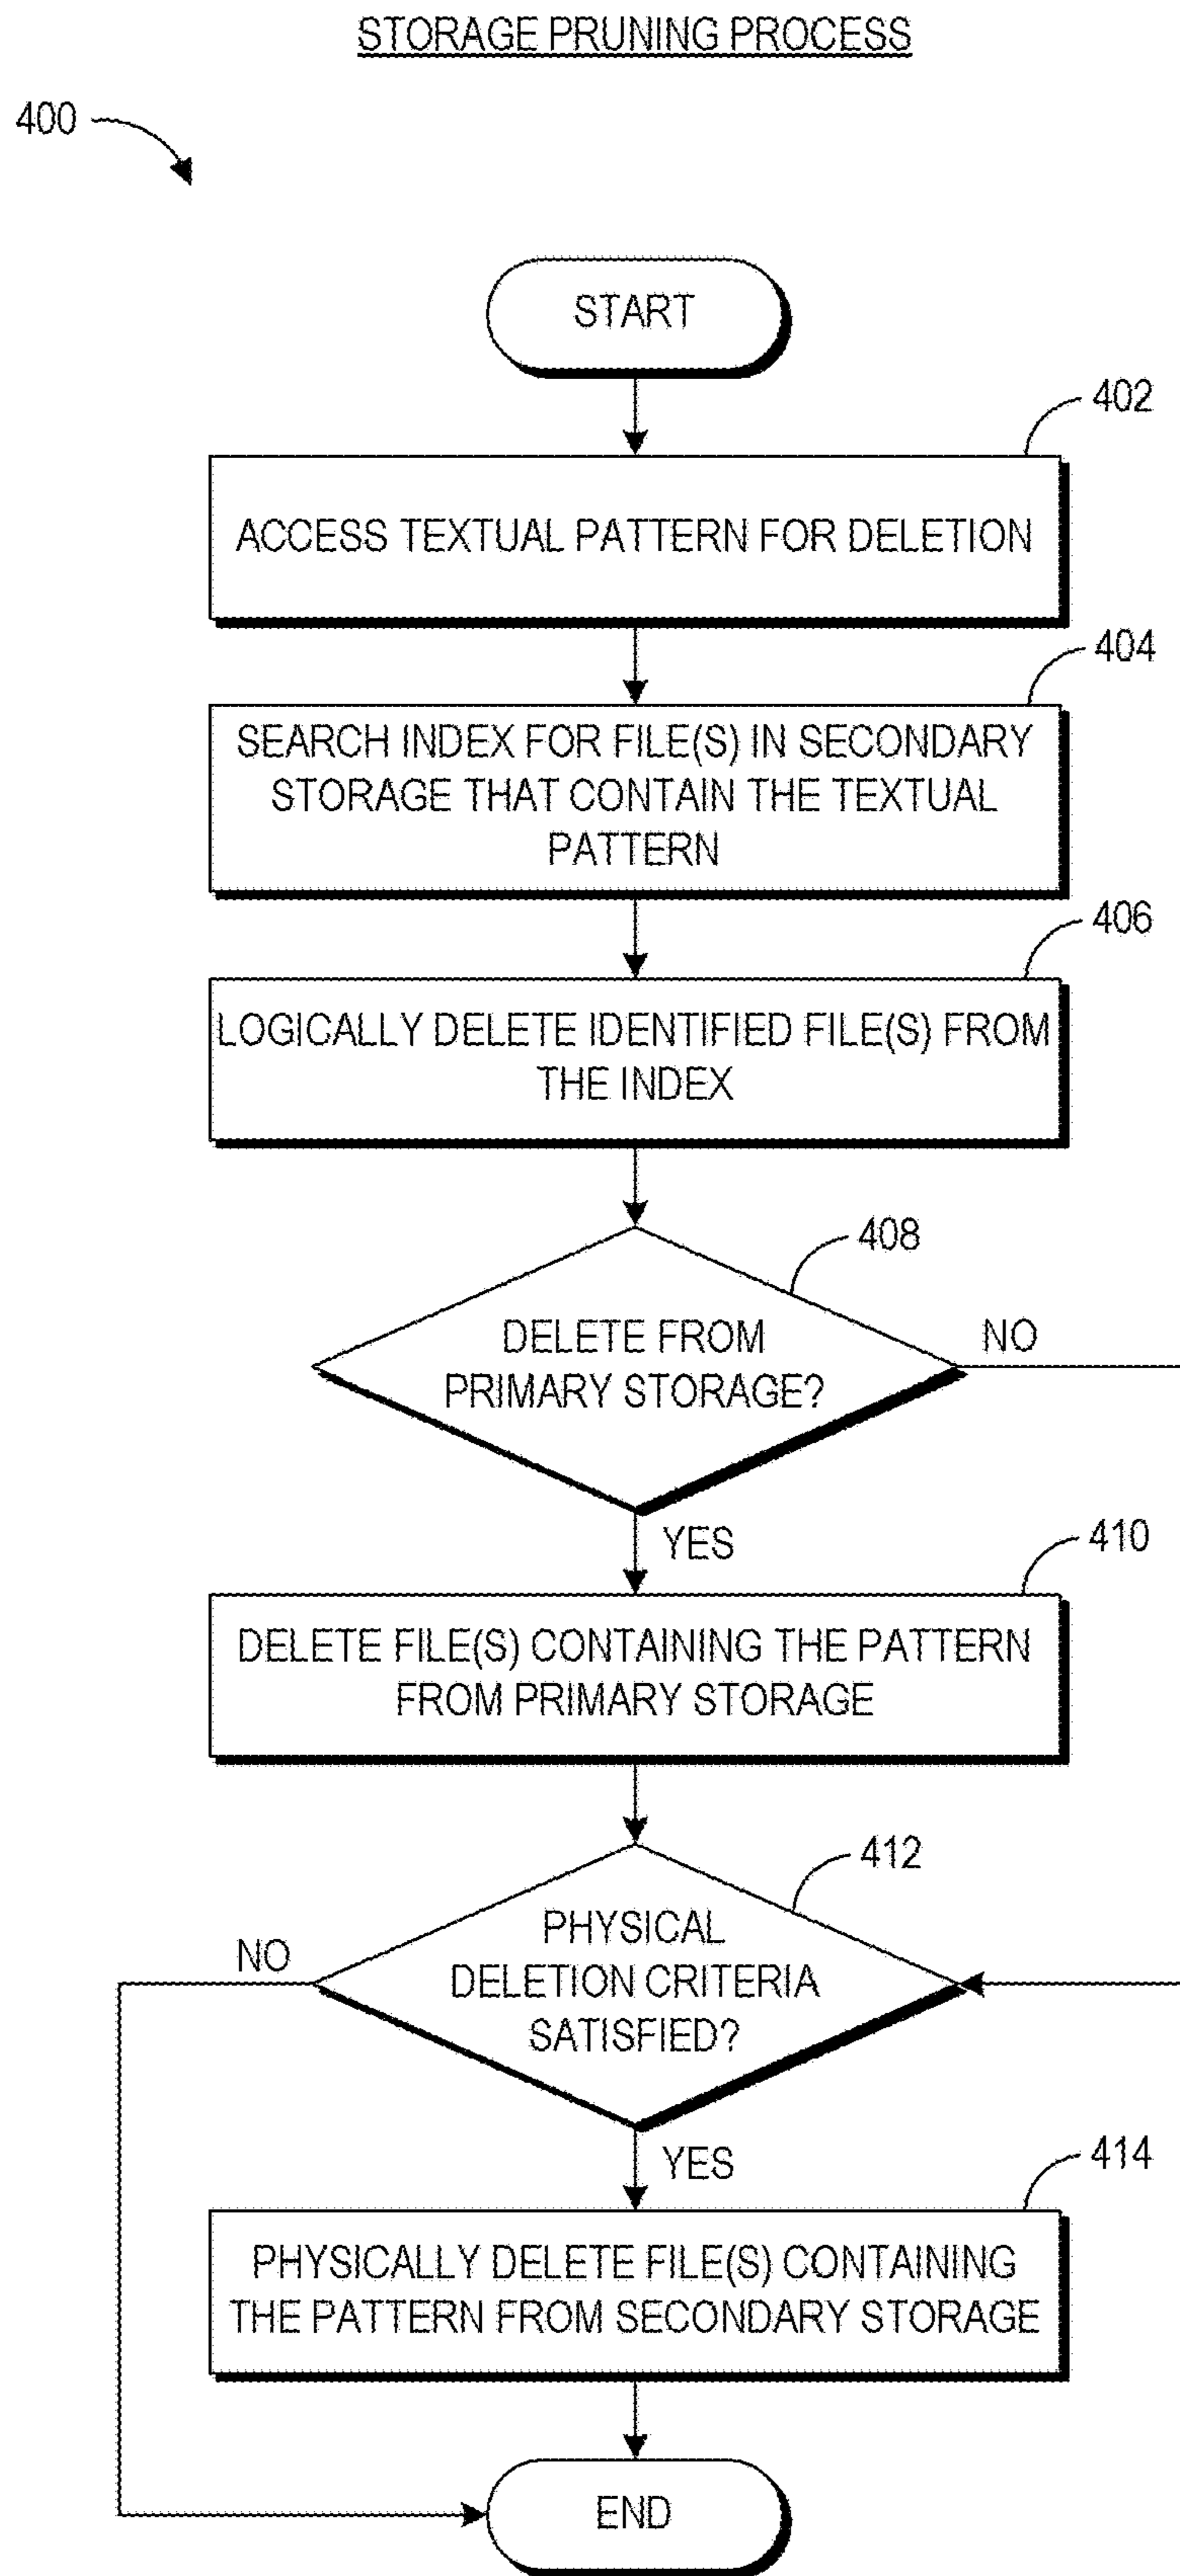 STORAGE PRUNING PROCESS
400
START
402
ACCESS TEXTUAL PATTERN FOR DELETION
404
SEARCH INDEX FOR FILE(S) IN SECONDARY
STORAGE THAT CONTAIN THE TEXTUAL
PATTERN
406
LOGICALLY DELETE IDENTIFIED FILE(S) FROM
THE INDEX
408
DELETE FROM
PRIMARY STORAGE?
NO
YES
410
DELETE FILE(S) CONTAINING THE PATTERN
FROM PRIMARY STORAGE
412
PHYSICAL
DELETION CRITERIA
SATISFIED?
NO
YES
414
PHYSICALLY DELETE FILE(S) CONTAINING
THE PATTERN FROM SECONDARY STORAGE
END